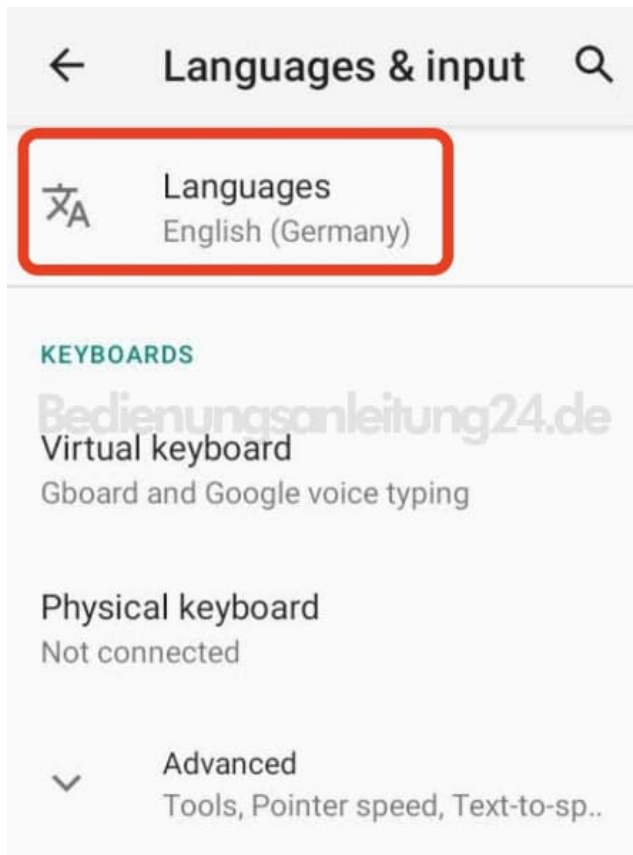 Languages & input
Languages
English (Germany)
KEYBOARDS
Bedienungsanleitung24.de
Virtual keyboard
Gboard and Google voice typing
Physical keyboard
Not connected
Advanced
Tools, Pointer speed, Text-to-sp..